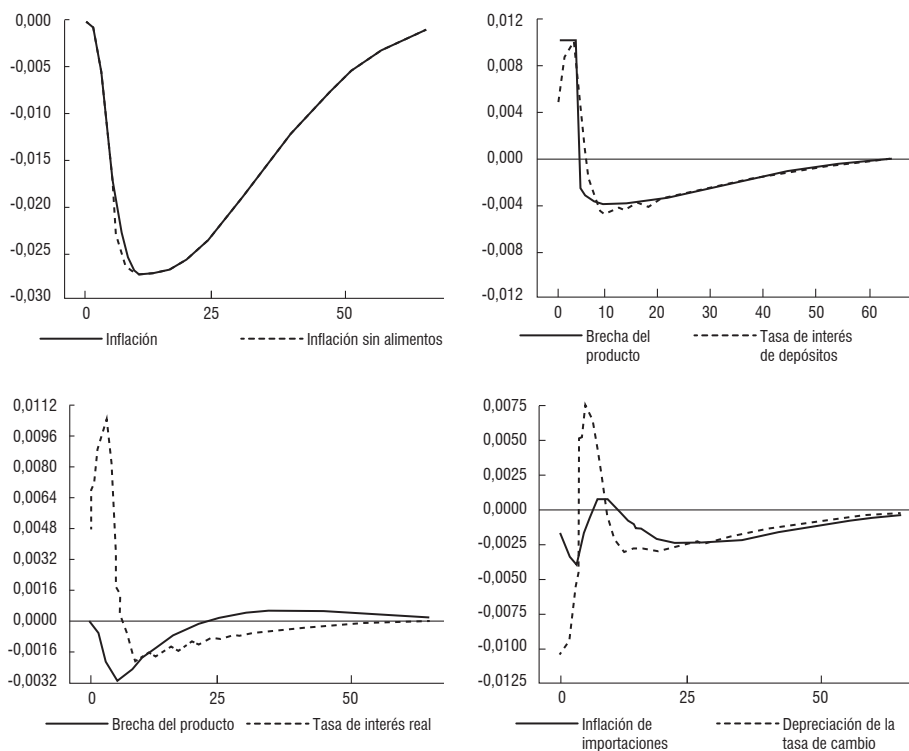 0,000
-0,005
-0,010
-0,015
-0,020
-0,025
-0,030
0 25 50
Inflación Inflación sin alimentos
0,012
0,008
0,004
0,000
-0,004
-0,008
-0,012
0 10 20 30 40 50 60
Brecha del
producto
Tasa de interés
de depósitos
0,0112
0,0096
0,0080
0,0064
0,0048
0,0032
0,0016
0,0000
-0,0016
-0,0032
0 25 50
Brecha del producto Tasa de interés real
0,0075
0,0050
0,0025
0,0000
-0,0025
-0,0050
-0,0075
-0,0100
-0,0125
0 25 50
Inflación de
importaciones
Depreciación de la
tasa de cambio